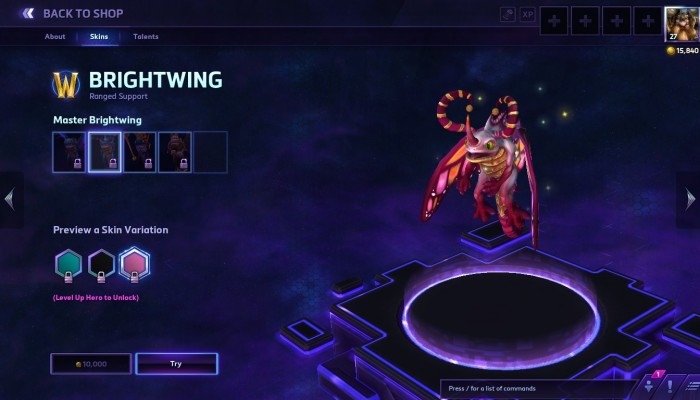 BACK TO SHOP
XP
27
15,840
About
Skins
Talents
W
BRIGHTWING
Ranged Support
Master Brightwing
Preview a Skin Variation
(Level Up Hero to Unlock)
10,000
Try
Press / for a list of commands
1